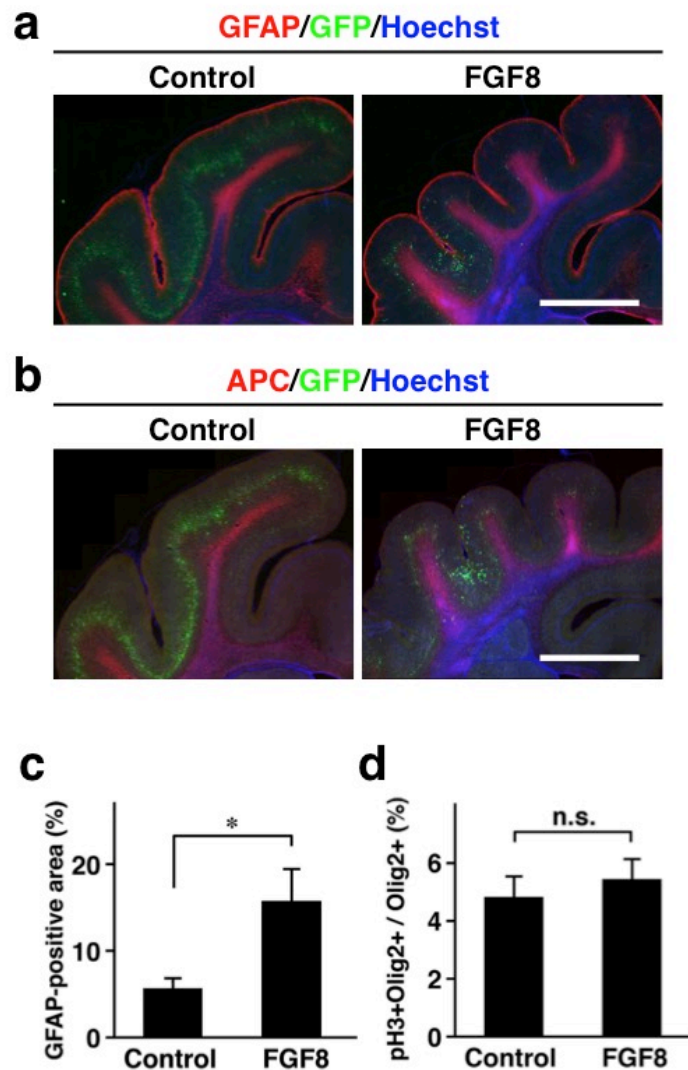 a
GFAP/GFP/Hoechst
Control FGF8
b
APC/GFP/Hoechst
Control FGF8
c
GFAP-positive area (%)
20
10
0
*
Control FGF8
d
pH3+Olig2+ / Olig2+ (%)
6
4
2
0
n.s.
Control FGF8